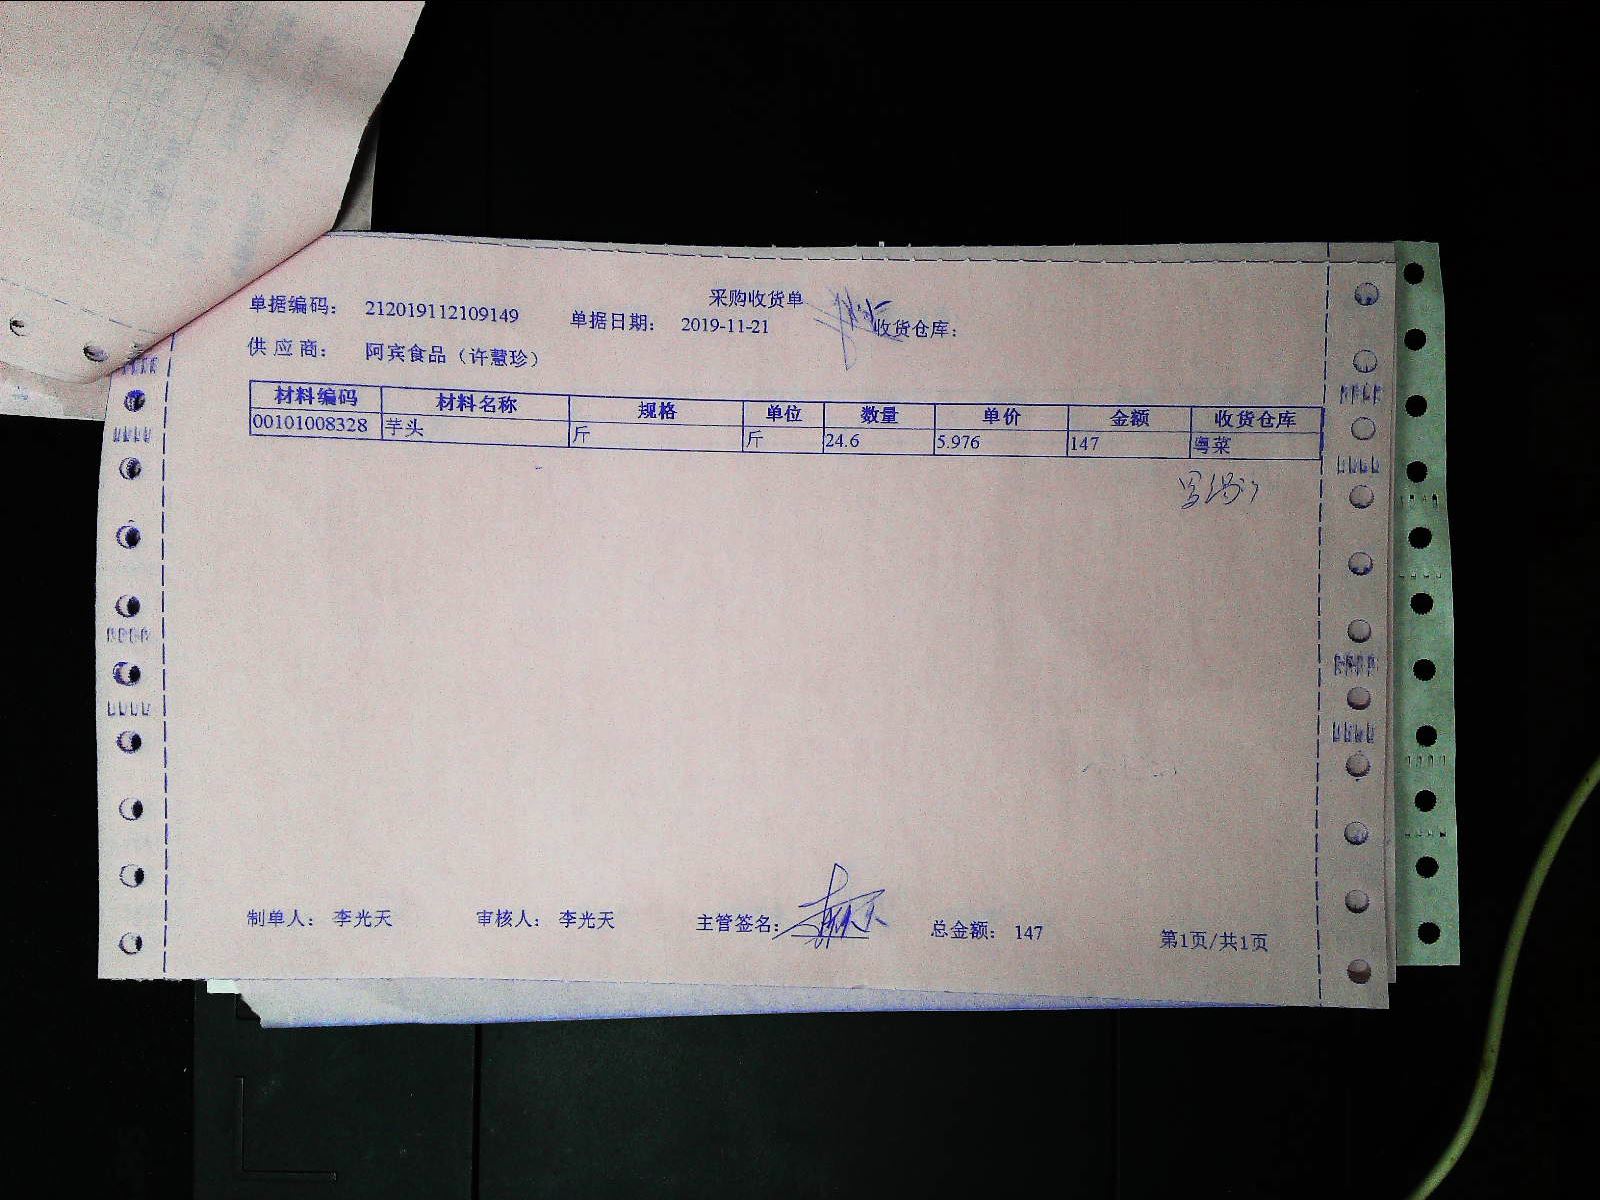 采购收货单
单据编码： 212019112109149 单据日期： 2019-11-21 收货仓库：
供 应 商： 阿宾食品（许慧珍）
材料编码 材料名称 规格 单位 数量 单价 金额 收货仓库
00101008328 芋头 斤 斤 24.6 5.976 147 粤菜
制单人： 李光天 审核人： 李光天 主管签名： 总金额： 147 第1页/共1页